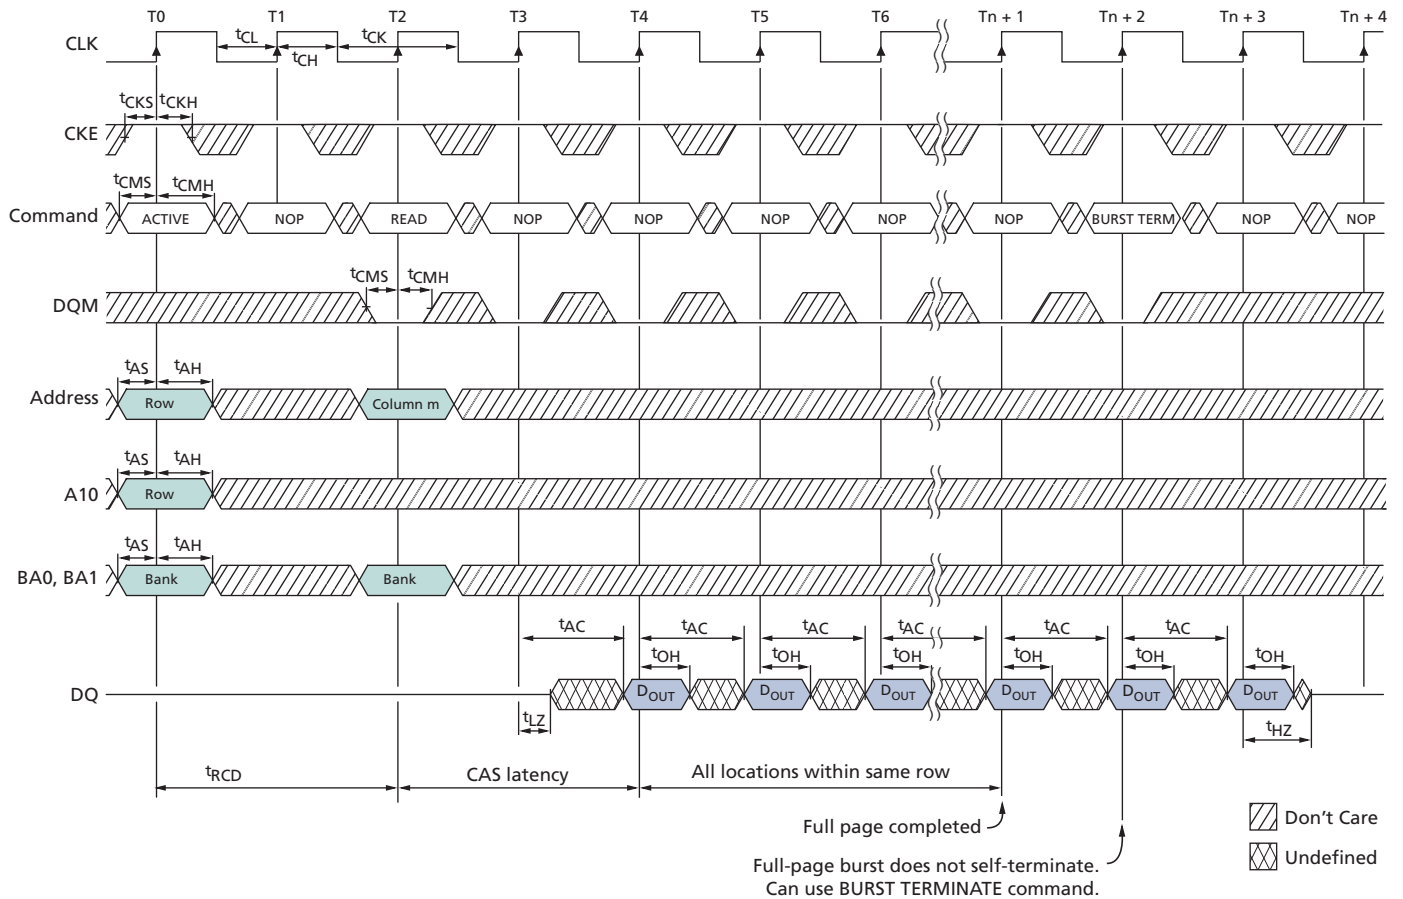 T0 T1 T2 T3 T4 T5 T6 Tn + 1 Tn + 2 Tn + 3 Tn + 4
CLK tCL tCK
tCH
tCKS tCKH
CKE
tCMS tCMH
Command ACTIVE NOP READ NOP NOP NOP NOP NOP BURST TERM NOP NOP
tCMS tCMH
DQM
tAS tAH
Address Row Column m
tAS tAH
A10 Row
tAS tAH
BA0, BA1 Bank Bank
tAC tAC tAC tAC tAC tAC
tOH tOH tOH tOH tOH tOH
DQ DOUT DOUT DOUT DOUT DOUT DOUT
tLZ tHZ
tRCD CAS latency All locations within same row
Full page completed
Don't Care
Full-page burst does not self-terminate.
Can use BURST TERMINATE command.
Undefined